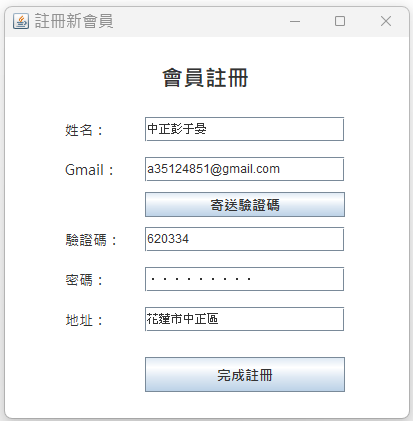 註冊新會員
會員註冊
姓名： 中正彭于晏
Gmail： a35124851@gmail.com
寄送驗證碼
驗證碼： 620334
密碼： ·········
地址： 花蓮市中正區
完成註冊